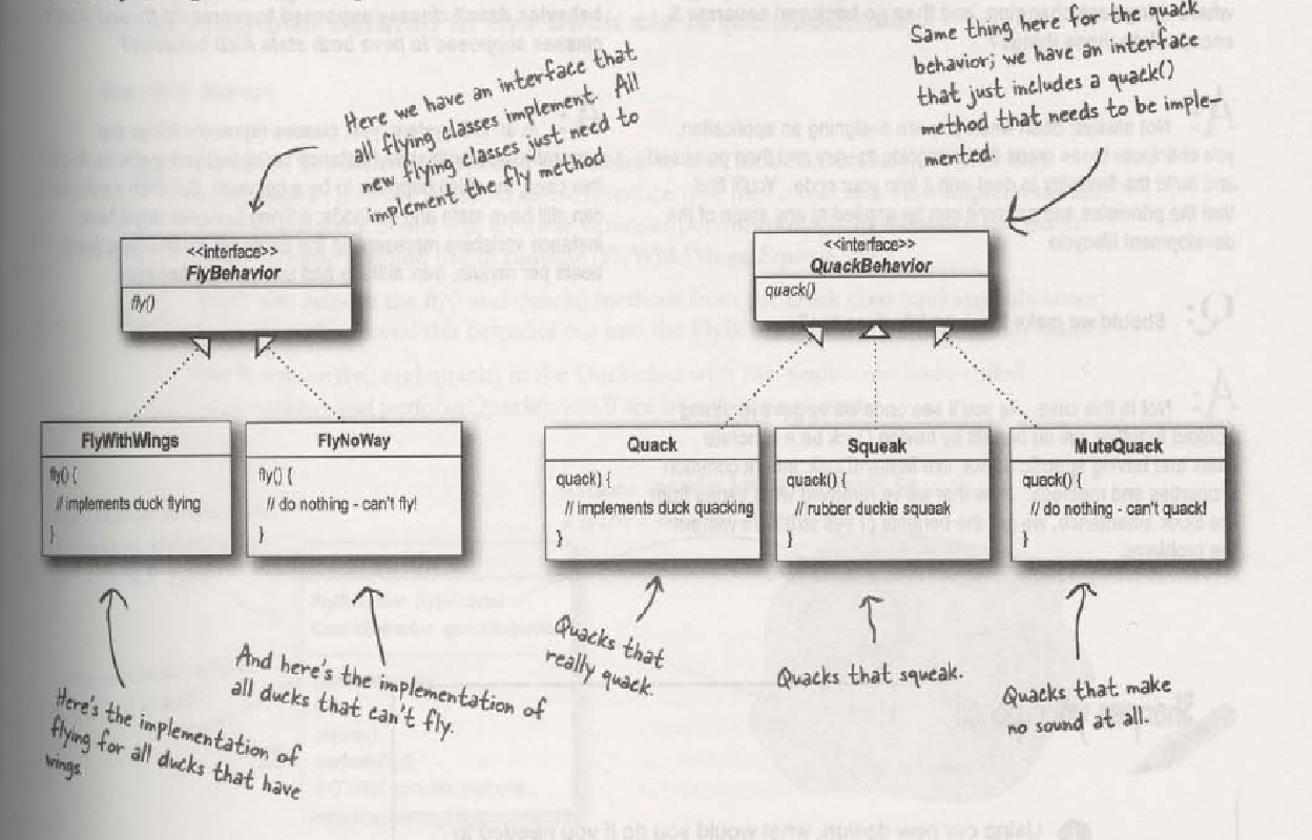 Here we have an interface that
all flying classes implement. All
new flying classes just need to
implement the fly method
Same thing here for the quack
behavior; we have an interface
that just includes a quack()
method that needs to be imple-
mented.
<<interface>>
FlyBehavior
fly()
<<interface>>
QuackBehavior
quack()
FlyWithWings
fly() {
// implements duck flying
}
FlyNoWay
fly() {
// do nothing - can't fly!
}
Quack
quack) {
// implements duck quacking
}
Squeak
quack() {
// rubber duckie squeak
}
MuteQuack
quack() {
// do nothing - can't quack!
}
Here's the implementation of
flying for all ducks that have
wings.
And here's the implementation of
all ducks that can't fly.
Quacks that
really quack.
Quacks that squeak.
Quacks that make
no sound at all.